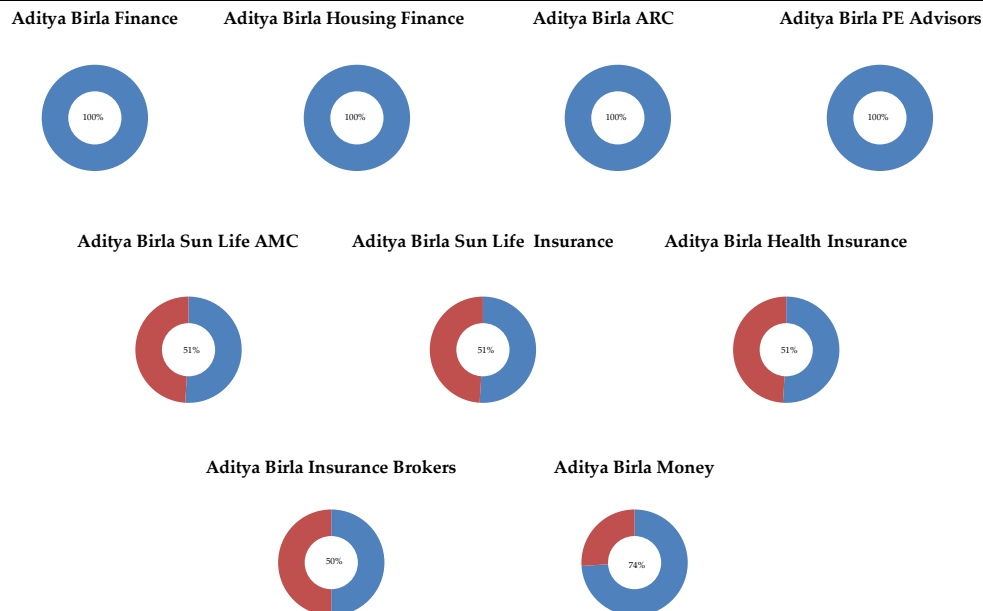 Aditya Birla Finance
Aditya Birla Housing Finance
Aditya Birla ARC
Aditya Birla PE Advisors
100%
100%
100%
100%
Aditya Birla Sun Life AMC
Aditya Birla Sun Life Insurance
Aditya Birla Health Insurance
51%
51%
51%
Aditya Birla Insurance Brokers
Aditya Birla Money
50%
74%